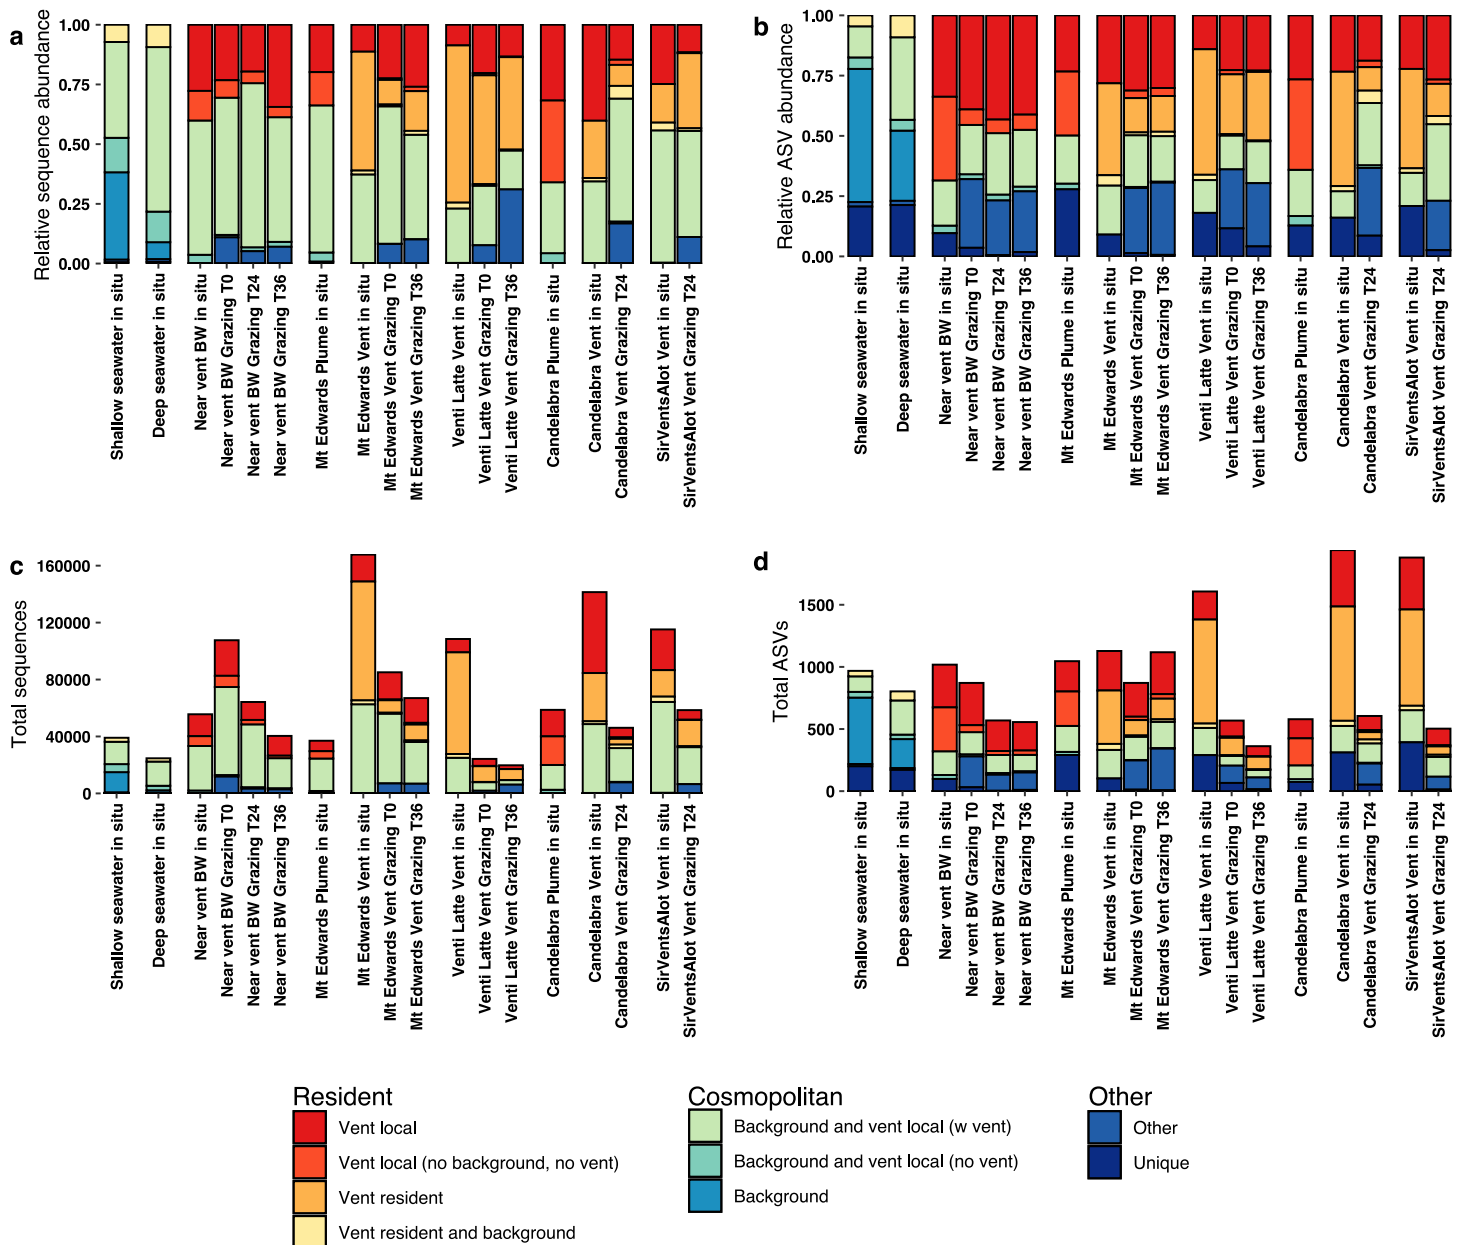 a
Relative sequence abundance
1.00
0.75
0.50
0.25
0.00
Shallow seawater in situ
Deep seawater in situ
Near vent BW in situ
Near vent BW Grazing T0
Near vent BW Grazing T24
Near vent BW Grazing T36
Mt Edwards Plume in situ
Mt Edwards Vent in situ
Mt Edwards Vent Grazing T0
Mt Edwards Vent Grazing T36
Venti Latte Vent in situ
Venti Latte Vent Grazing T0
Venti Latte Vent Grazing T36
Candelabra Plume in situ
Candelabra Vent in situ
Candelabra Vent Grazing T24
SirVentsAlot Vent in situ
SirVentsAlot Vent Grazing T24
b
Relative ASV abundance
1.00
0.75
0.50
0.25
0.00
Shallow seawater in situ
Deep seawater in situ
Near vent BW in situ
Near vent BW Grazing T0
Near vent BW Grazing T24
Near vent BW Grazing T36
Mt Edwards Plume in situ
Mt Edwards Vent in situ
Mt Edwards Vent Grazing T0
Mt Edwards Vent Grazing T36
Venti Latte Vent in situ
Venti Latte Vent Grazing T0
Venti Latte Vent Grazing T36
Candelabra Plume in situ
Candelabra Vent in situ
Candelabra Vent Grazing T24
SirVentsAlot Vent in situ
SirVentsAlot Vent Grazing T24
c
Total sequences
160000
120000
80000
40000
0
Shallow seawater in situ
Deep seawater in situ
Near vent BW in situ
Near vent BW Grazing T0
Near vent BW Grazing T24
Near vent BW Grazing T36
Mt Edwards Plume in situ
Mt Edwards Vent in situ
Mt Edwards Vent Grazing T0
Mt Edwards Vent Grazing T36
Venti Latte Vent in situ
Venti Latte Vent Grazing T0
Venti Latte Vent Grazing T36
Candelabra Plume in situ
Candelabra Vent in situ
Candelabra Vent Grazing T24
SirVentsAlot Vent in situ
SirVentsAlot Vent Grazing T24
d
Total ASVs
1500
1000
500
0
Shallow seawater in situ
Deep seawater in situ
Near vent BW in situ
Near vent BW Grazing T0
Near vent BW Grazing T24
Near vent BW Grazing T36
Mt Edwards Plume in situ
Mt Edwards Vent in situ
Mt Edwards Vent Grazing T0
Mt Edwards Vent Grazing T36
Venti Latte Vent in situ
Venti Latte Vent Grazing T0
Venti Latte Vent Grazing T36
Candelabra Plume in situ
Candelabra Vent in situ
Candelabra Vent Grazing T24
SirVentsAlot Vent in situ
SirVentsAlot Vent Grazing T24
Resident
Vent local
Vent local (no background, no vent)
Vent resident
Vent resident and background
Cosmopolitan
Background and vent local (w vent)
Background and vent local (no vent)
Background
Other
Other
Unique